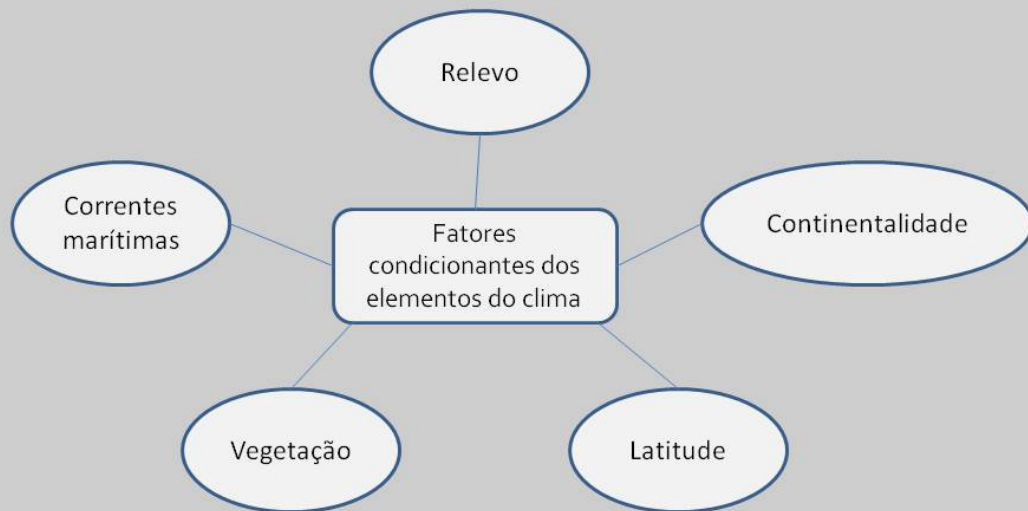 Relevo
Correntes
marítimas
Fatores
condicionantes dos
elementos do clima
Continentalidade
Vegetação
Latitude